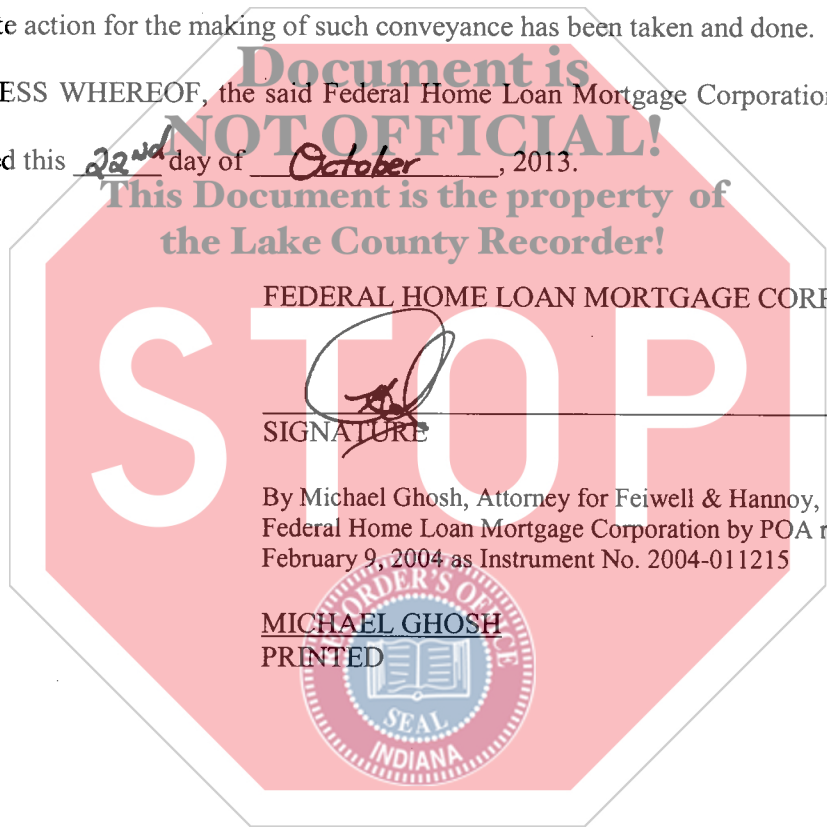 te action for the making of such conveyance has been taken and done.
Document is
ESS WHEREOF, the said Federal Home Loan Mortgage Corporation
NOT OFFICIAL!
d this 22nd day of October, 2013.
This Document is the property of
the Lake County Recorder!
FEDERAL HOME LOAN MORTGAGE CORP
STOP
SIGNATURE
By Michael Ghosh, Attorney for Feiwell & Hannoy,
Federal Home Loan Mortgage Corporation by POA r
February 9, 2004 as Instrument No. 2004-011215
RECORDER'S OFFICE
MICHAEL GHOSH
PRINTED
SEAL
INDIANA